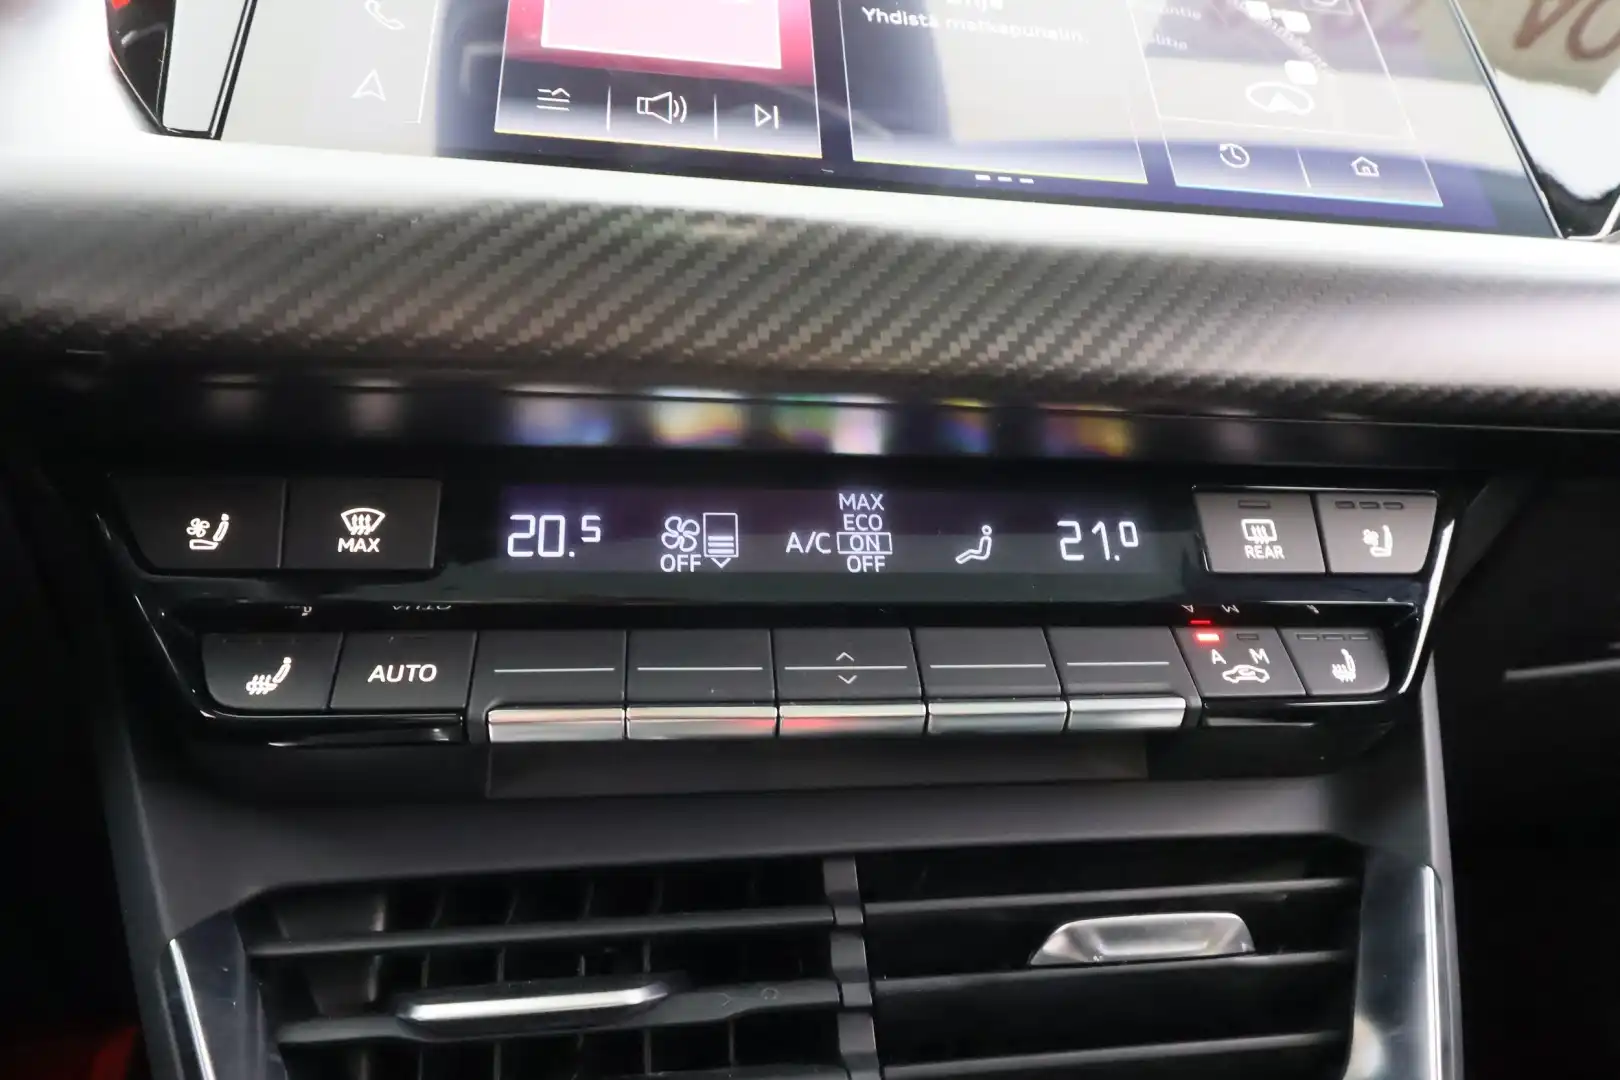 Yhdistä matkapuhelin.
MAX
20.5
OFF
A/C
MAX
ECO
ON
OFF
21.0
REAR
AUTO
A M